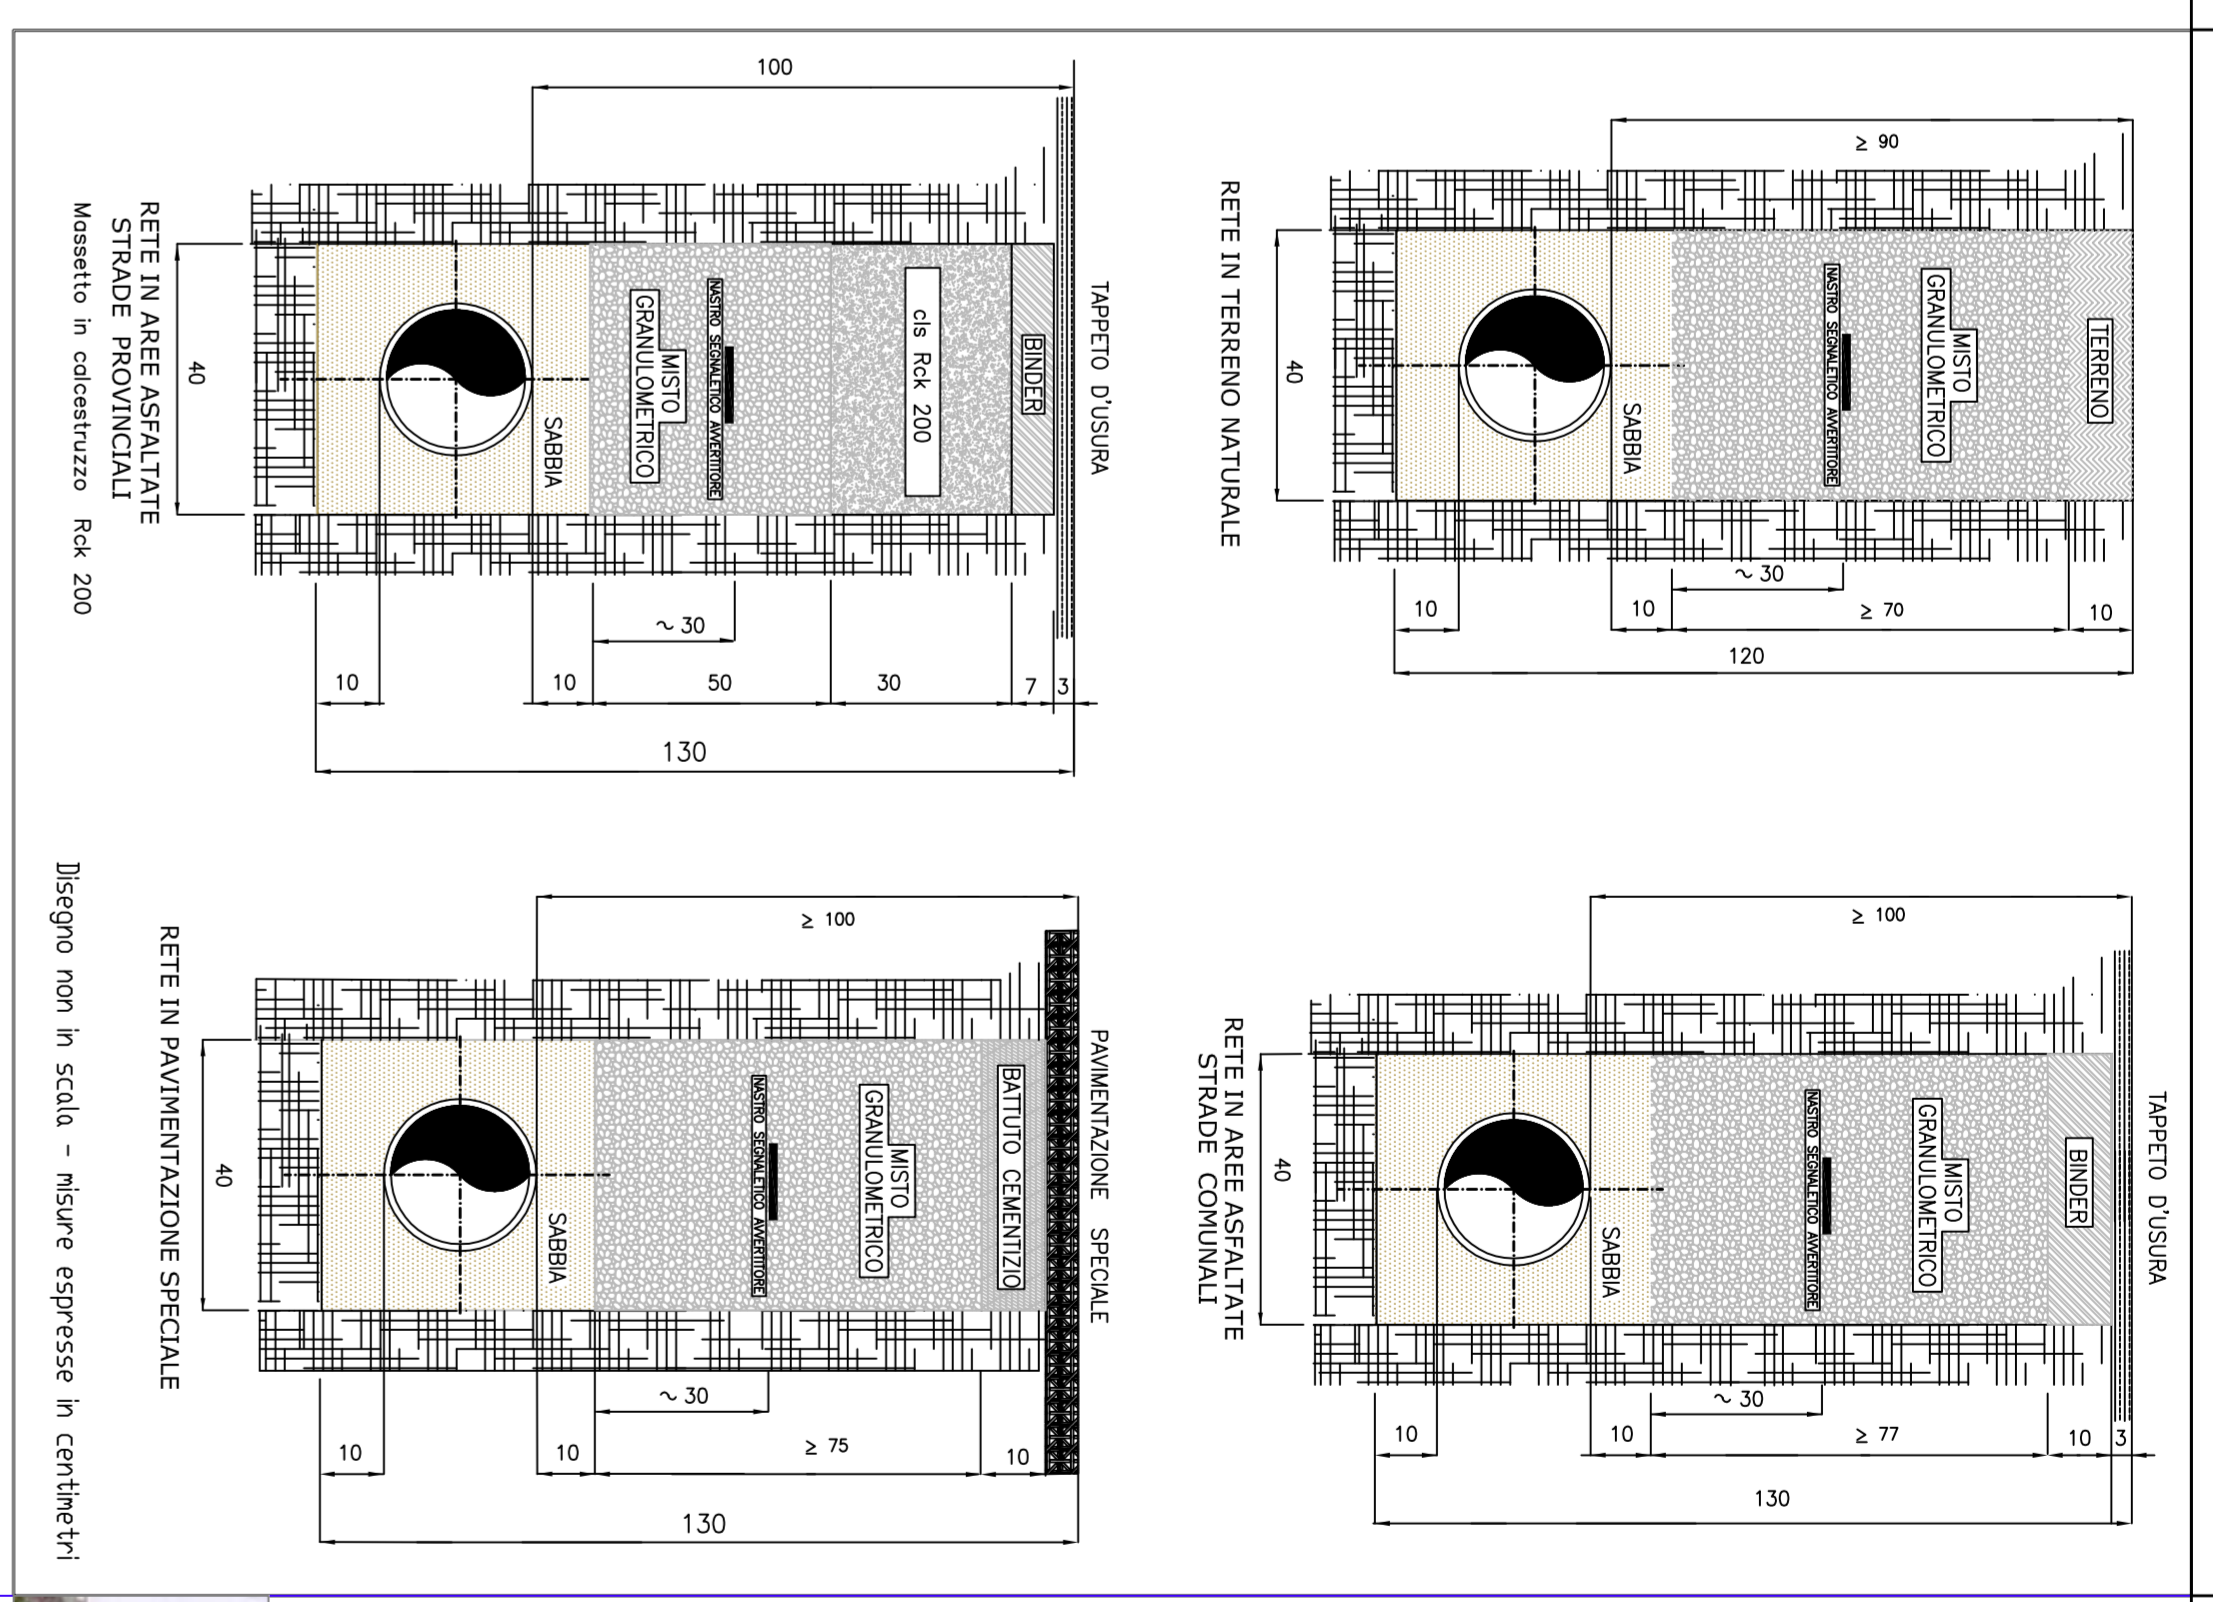 ≥ 90
TERRENO
MISTO
GRANULOMETRICO
NASTRO SEGNALETICO AVVERTITORE
SABBIA
10
≥ 70
~ 30
10
10
120
40
RETE IN TERRENO NATURALE
TAPPETO D'USURA
≥ 100
BINDER
MISTO
GRANULOMETRICO
NASTRO SEGNALETICO AVVERTITORE
SABBIA
3
10
≥ 77
~ 30
10
10
130
40
RETE IN AREE ASFALTATE
STRADE COMUNALI
TAPPETO D'USURA
100
BINDER
cls Rck 200
NASTRO SEGNALETICO AVVERTITORE
MISTO
GRANULOMETRICO
SABBIA
3
7
30
50
~ 30
10
10
130
40
RETE IN AREE ASFALTATE
STRADE PROVINCIALI
Massetto in calcestruzzo Rck 200
PAVIMENTAZIONE SPECIALE
≥ 100
BATTUTO CEMENTIZIO
MISTO
GRANULOMETRICO
NASTRO SEGNALETICO AVVERTITORE
SABBIA
10
≥ 75
~ 30
10
10
130
40
RETE IN PAVIMENTAZIONE SPECIALE
Disegno non in scala - misure espresse in centimetri